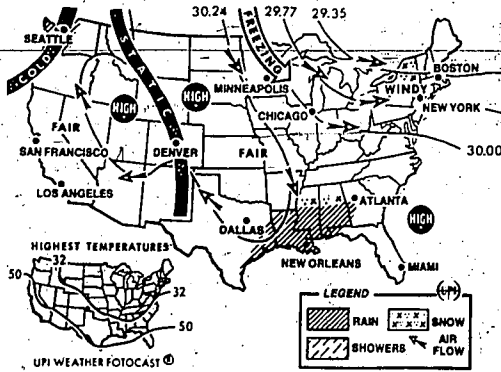 30.24
FREEZING
29.77
29.35
SEATTLE
COLD
STATIC
BOSTON
MINNEAPOLIS
WINDY
NEW YORK
HIGH
HIGH
CHICAGO
FAIR
SAN FRANCISCO
DENVER
FAIR
30.00
LOS ANGELES
ATLANTA
DALLAS
HIGH
HIGHEST TEMPERATURES
NEW ORLEANS
MIAMI
32
50
32
50
LEGEND
UPI
RAIN
SNOW
SHOWERS
AIR FLOW
UPI WEATHER FOTOCAST ®